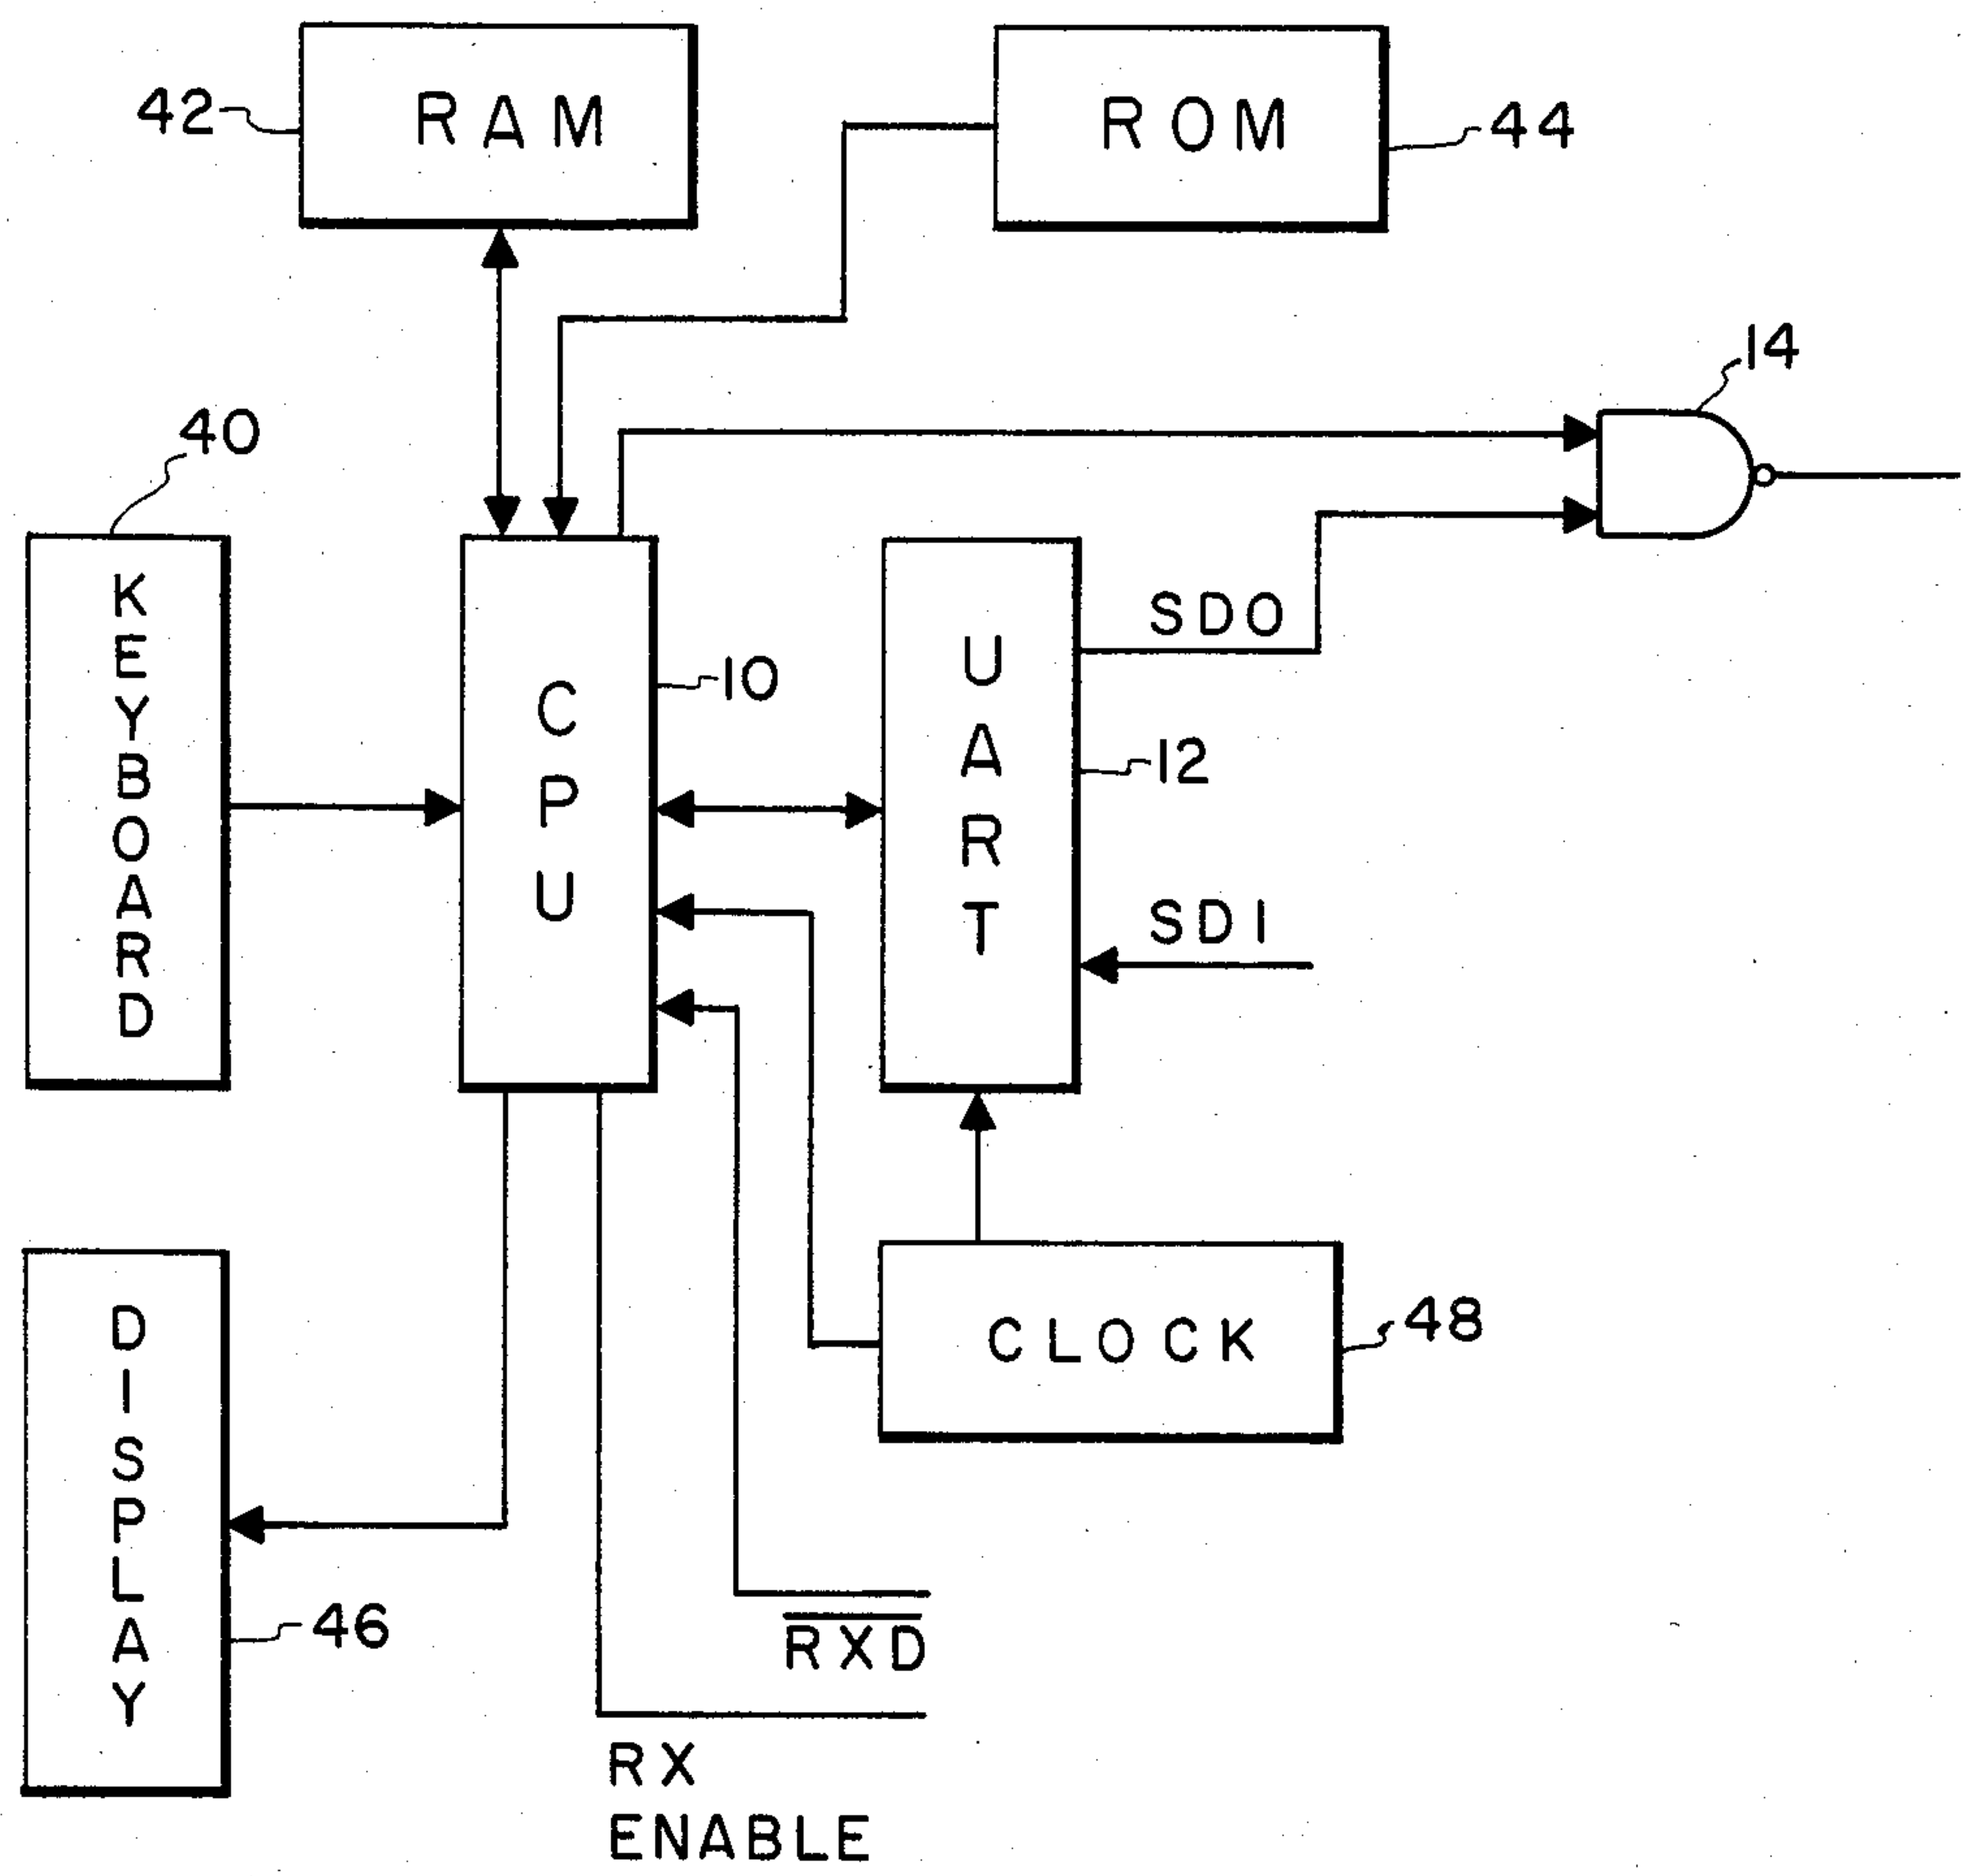 42
RAM
ROM
44
14
40
KEYBOARD
CPU
10
UART
SDO
12
SDI
CLOCK
48
DISPLAY
46
RXD
RX
ENABLE